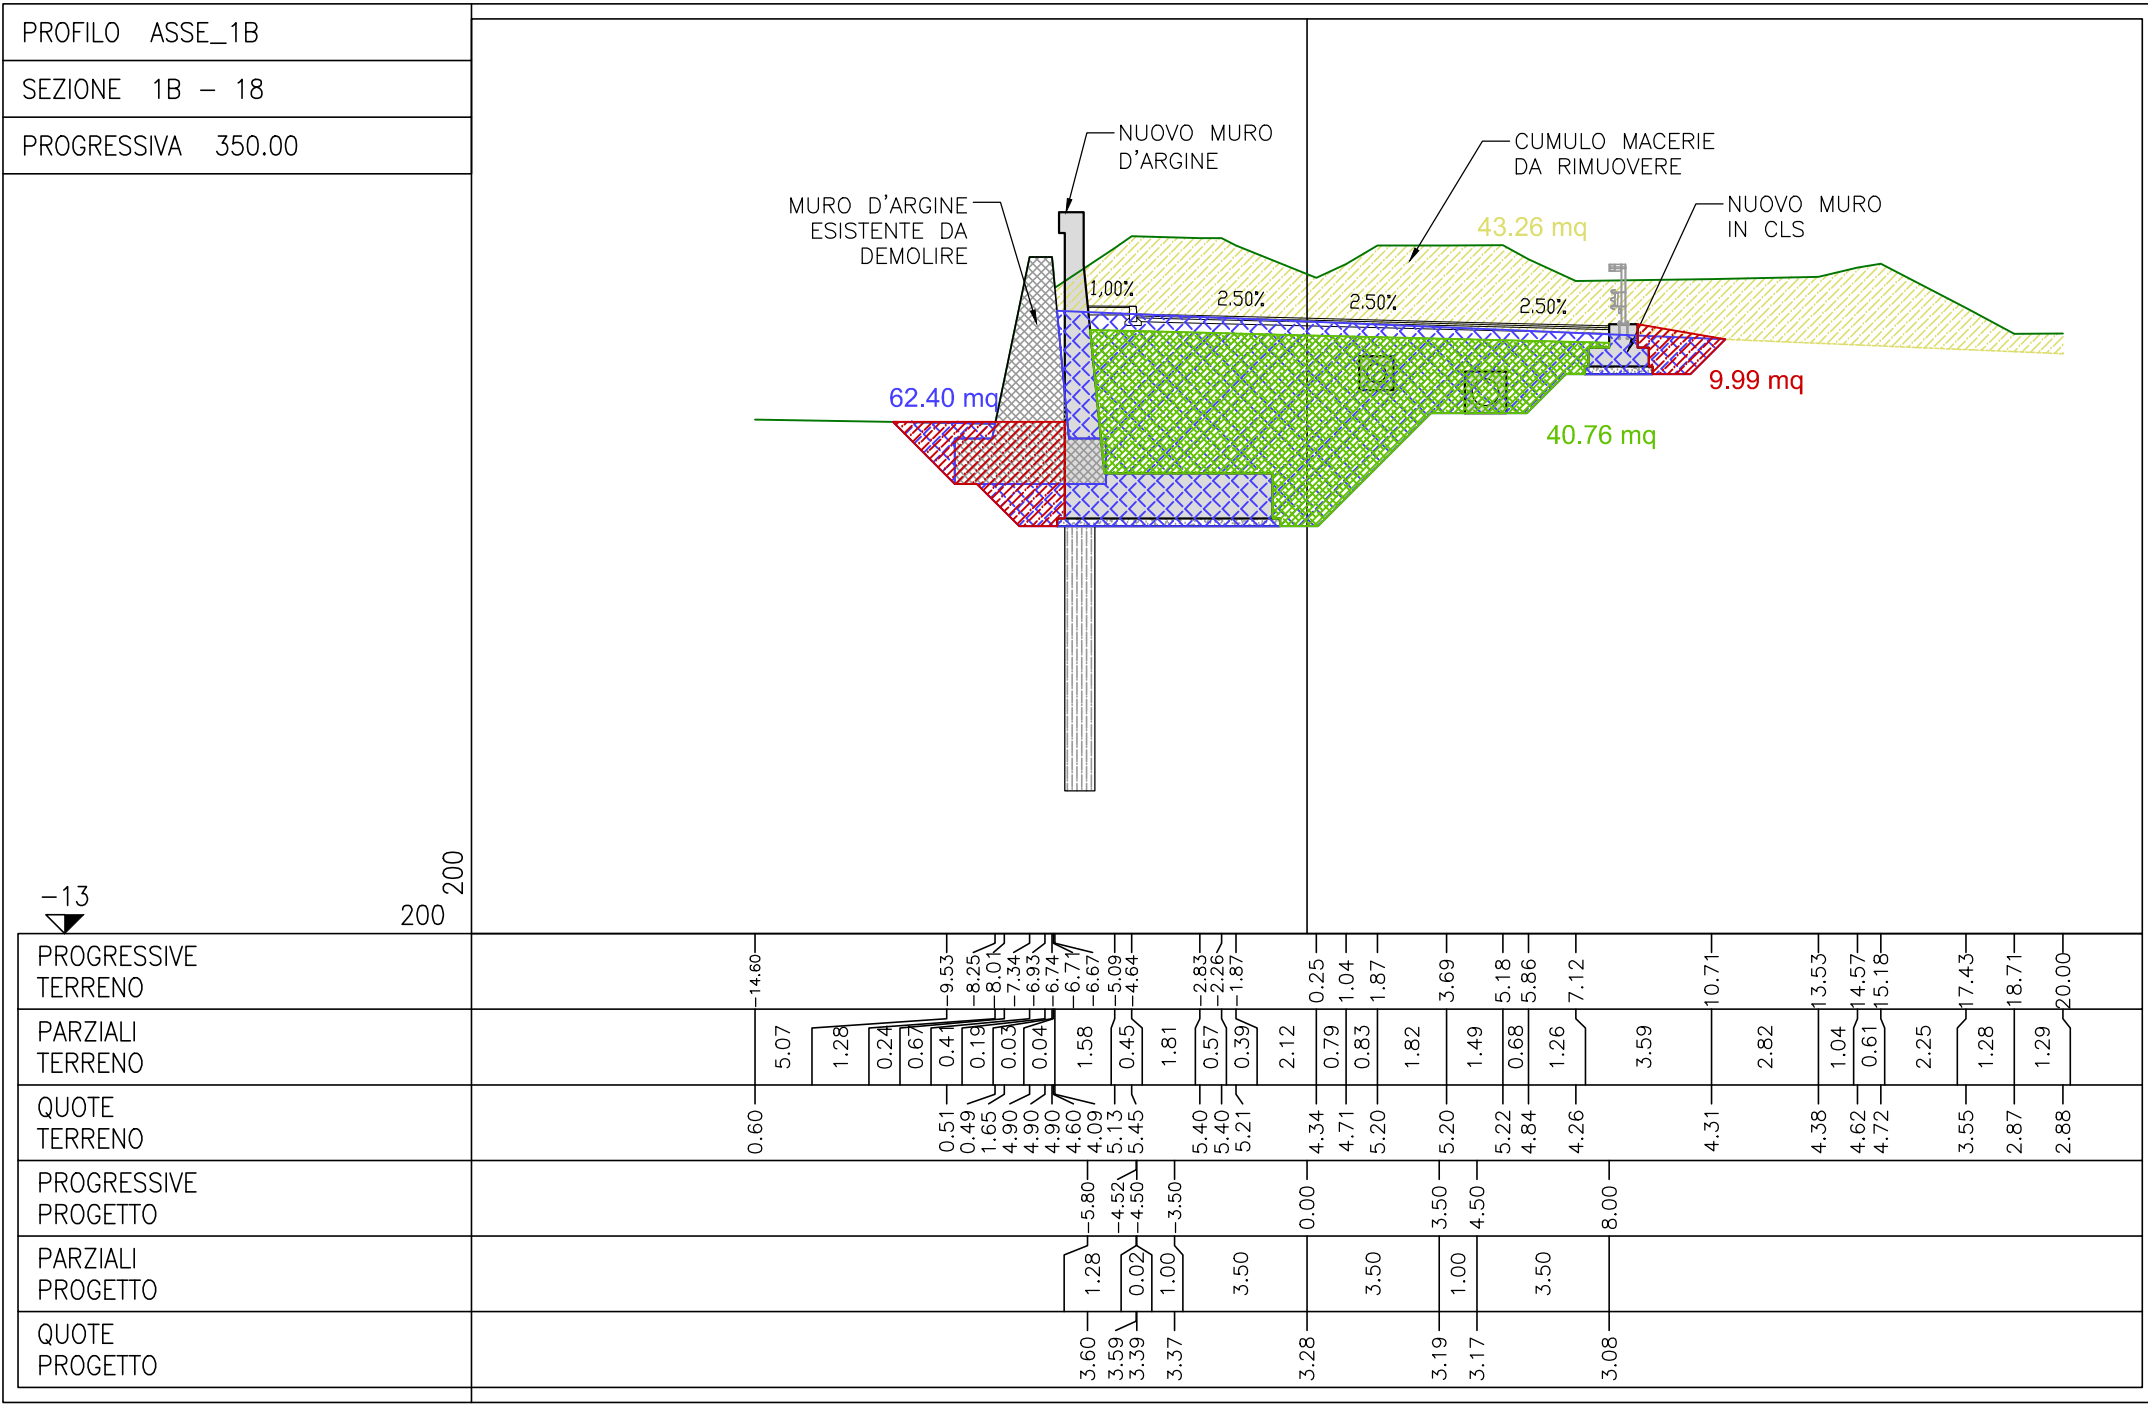 PROFILO ASSE_1B
SEZIONE 1B - 18
PROGRESSIVA 350.00
NUOVO MURO
D'ARGINE
CUMULO MACERIE
DA RIMUOVERE
MURO D'ARGINE
ESISTENTE DA
DEMOLIRE
NUOVO MURO
IN CLS
43.26 mq
1,00%
2.50%
2.50%
2.50%
62.40 mq
9.99 mq
40.76 mq
-13
200
200
PROGRESSIVE
TERRENO
-14.60 -9.53 -8.25 -8.01 -7.34 -6.93 -6.74 -6.71 -6.67 -5.09 -4.64 -2.83 -2.26 -1.87 0.25 1.04 1.87 3.69 5.18 5.86 7.12 10.71 13.53 14.57 15.18 17.43 18.71 20.00
PARZIALI
TERRENO
5.07 1.28 0.24 0.67 0.41 0.19 0.03 0.04 1.58 0.45 1.81 0.57 0.39 2.12 0.79 0.83 1.82 1.49 0.68 1.26 3.59 2.82 1.04 0.61 2.25 1.28 1.29
QUOTE
TERRENO
0.60 0.51 0.49 1.65 4.90 4.90 4.90 4.60 4.09 5.13 5.45 5.40 5.40 5.21 4.34 4.71 5.20 5.20 5.22 4.84 4.26 4.31 4.38 4.62 4.72 3.55 2.87 2.88
PROGRESSIVE
PROGETTO
-5.80 -4.52 -4.50 -3.50 0.00 3.50 4.50 8.00
PARZIALI
PROGETTO
1.28 0.02 1.00 3.50 3.50 1.00 3.50
QUOTE
PROGETTO
3.60 3.59 3.39 3.37 3.28 3.19 3.17 3.08